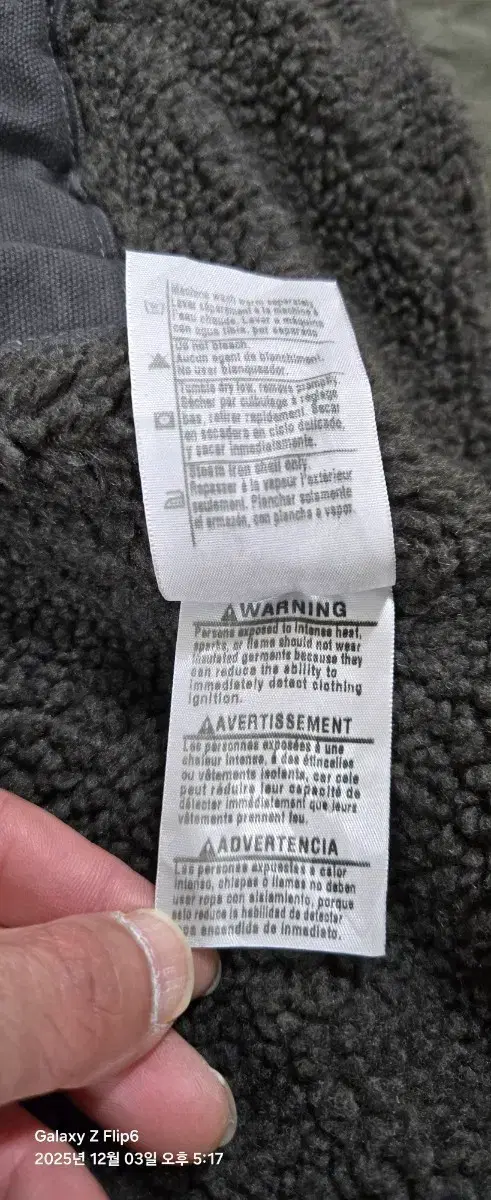 Machine wash warm separately.
Laver séparément à la machine à
l'eau chaude. Lavar a máquina
con agua tibia, por separado
Do not bleach.
Aucun agent de blanchiment.
No usar blanqueador.
Tumble dry low, remove promptly.
Sécher par culbutage à réglage
bas, retirer rapidement. Secar
en secadora en ciclo delicado,
y sacar inmediatamente.
Steam iron shell only.
Repasser à la vapeur l'extérieur
seulement. Planchar solamente
el armazón, con plancha a vapor.
WARNING
Persons exposed to intense heat,
sparks, or flame should not wear
insulated garments because they
can reduce the ability to
immediately detect clothing
ignition.
AVERTISSEMENT
Les personnes exposées à une
chaleur intense, à des étincelles
ou vêtements isolants, car cela
peut réduire leur capacité de
détecter immédiatement que leurs
vêtements prennent feu.
ADVERTENCIA
Las personas expuestas a calor
intenso, chispas o llamas no deben
usar ropa con aislamiento, porque
esto reduce la habilidad de detectar
ropa encendida de inmediato.
Galaxy Z Flip6
2025년 12월 03일 오후 5:17